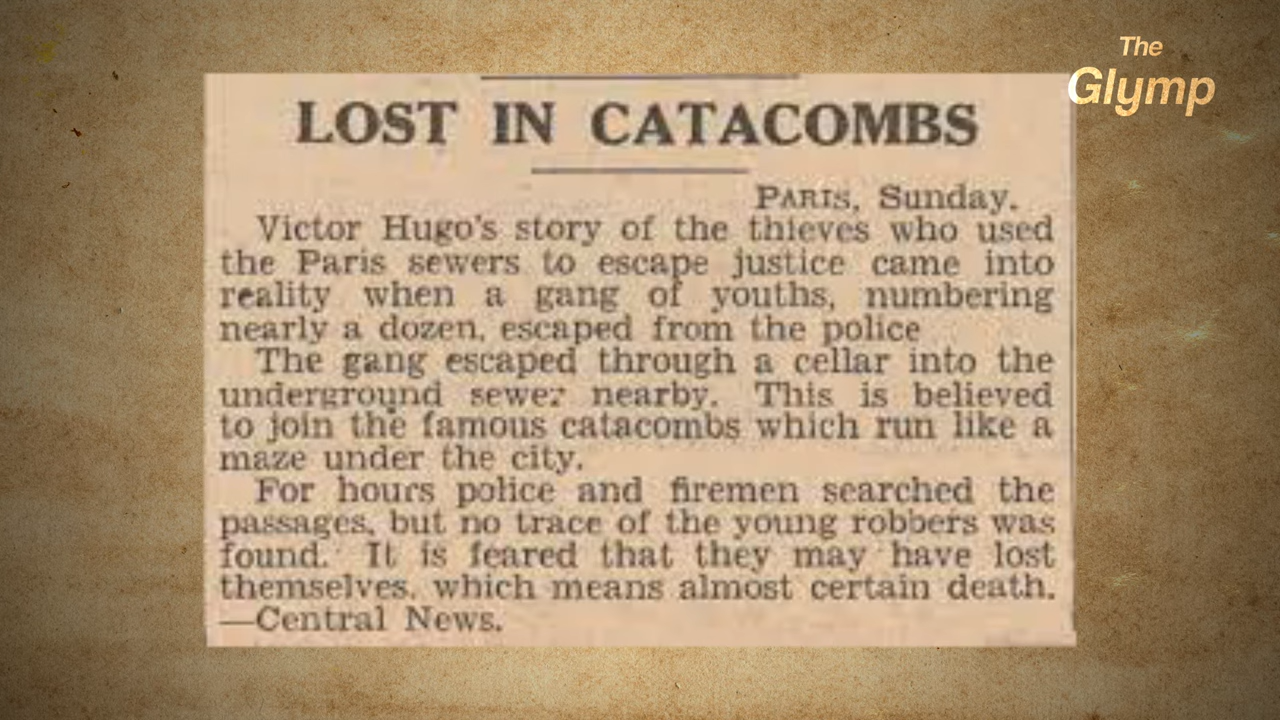 The
Glymp
LOST IN CATACOMBS
PARIS, Sunday.
Victor Hugo's story of the thieves who used
the Paris sewers to escape justice came into
reality when a gang of youths, numbering
nearly a dozen, escaped from the police
The gang escaped through a cellar into the
underground sewer nearby. This is believed
to join the famous catacombs which run like a
maze under the city.
For hours police and firemen searched the
passages, but no trace of the young robbers was
found. It is feared that they may have lost
themselves, which means almost certain death.
—Central News.